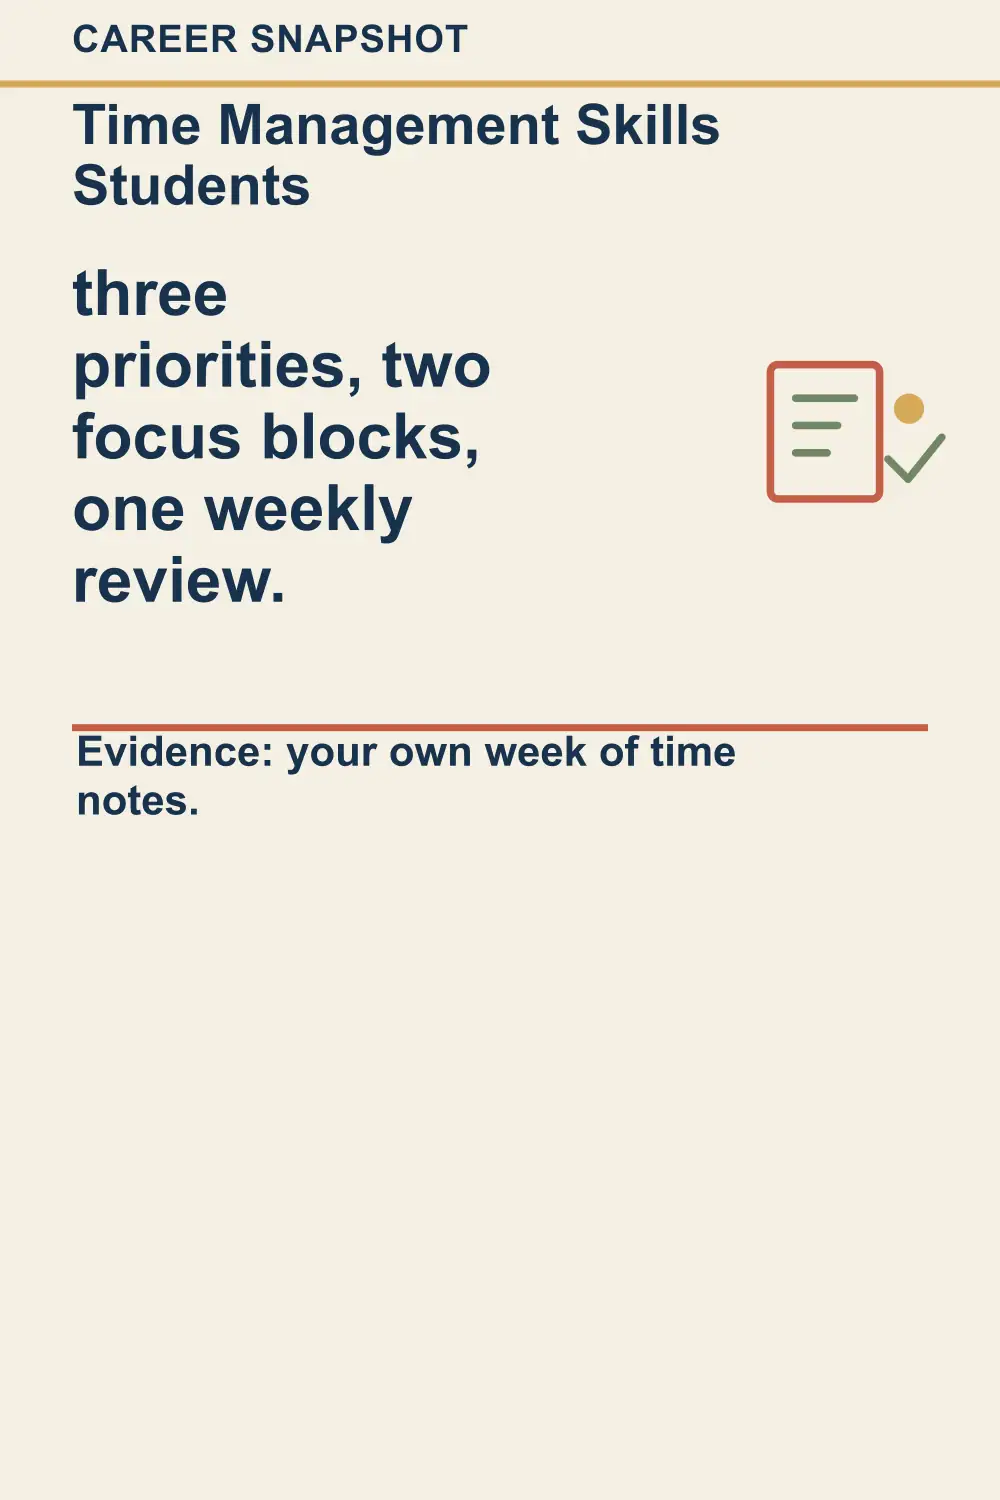 CAREER SNAPSHOT
Time Management Skills
Students
three
priorities, two
focus blocks,
one weekly
review.
Evidence: your own week of time
notes.